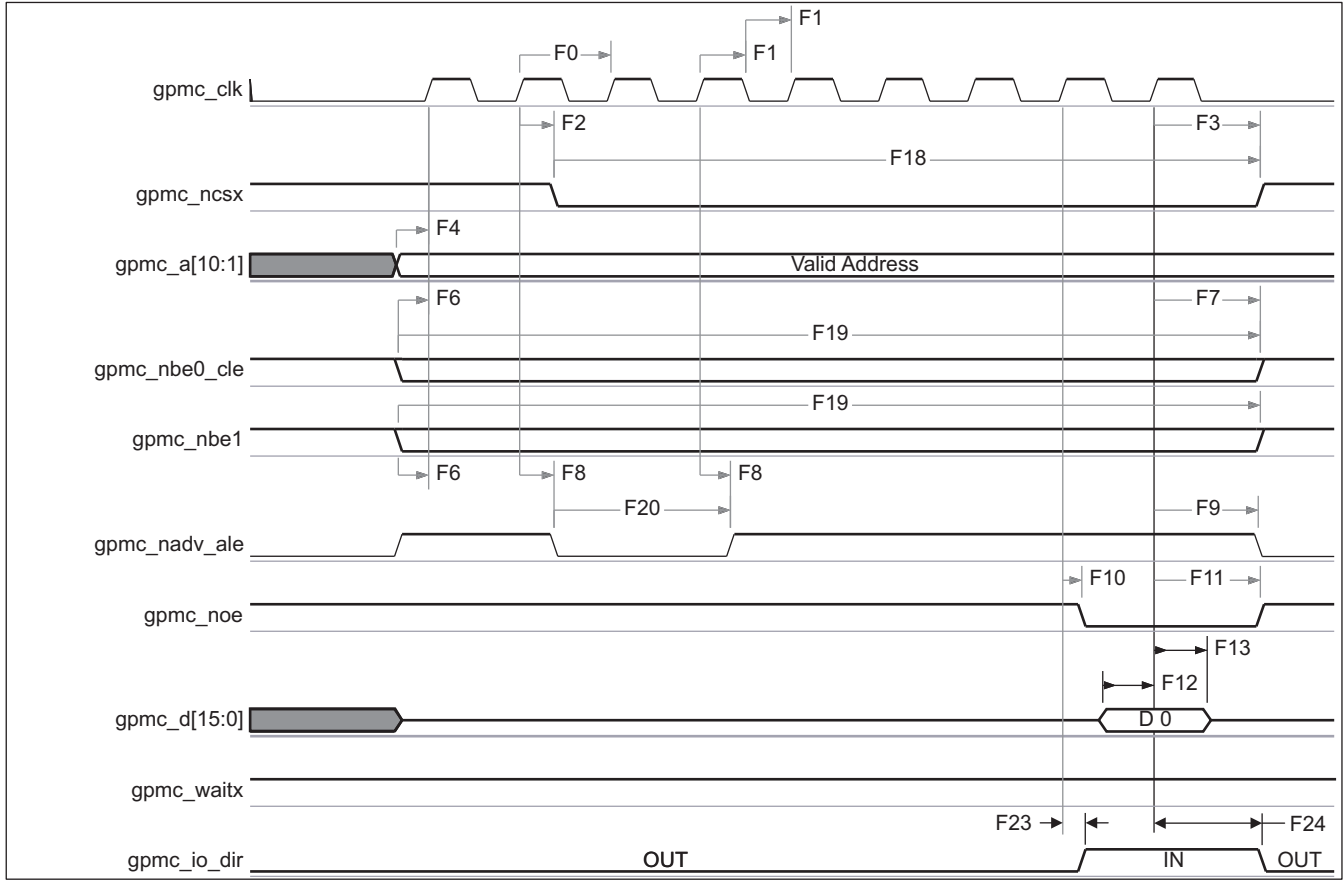 F1
F0
F1
gpmc_clk
F2
F3
F18
gpmc_ncsx
F4
gpmc_a[10:1]
Valid Address
F6
F7
F19
gpmc_nbe0_cle
F19
gpmc_nbe1
F6
F8
F8
F20
F9
gpmc_nadv_ale
F10
F11
gpmc_noe
F13
F12
gpmc_d[15:0]
D 0
gpmc_waitx
F23
F24
gpmc_io_dir
OUT
IN
OUT